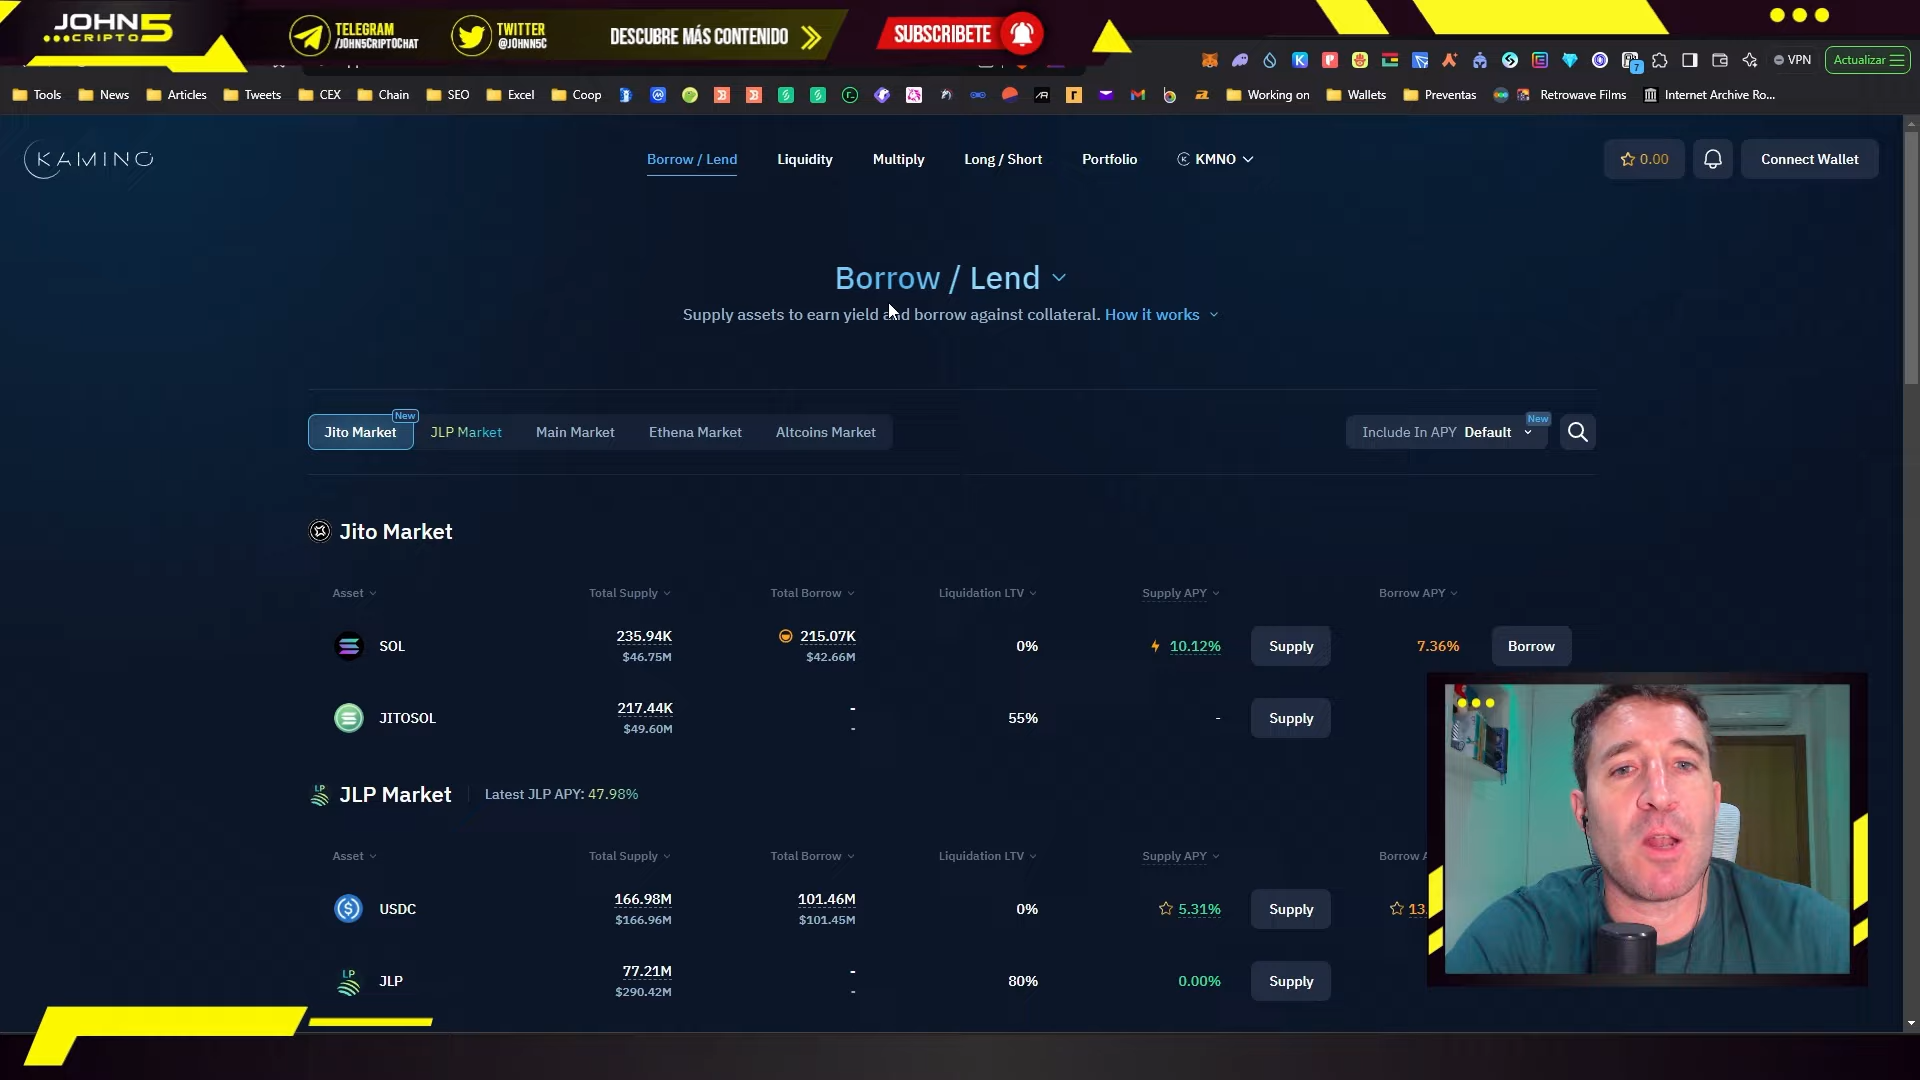 JOHN5
CRIPTO
TELEGRAM
/JOHN5CRIPTOCHAT
TWITTER
@JOHNN5C
DESCUBRE MÁS CONTENIDO
SUBSCRIBETE
VPN
Actualizar
Tools
News
Articles
Tweets
CEX
Chain
SEO
Excel
Coop
Working on
Wallets
Preventas
Retrowave Films
Internet Archive Ro...
KAMINO
Borrow / Lend
Liquidity
Multiply
Long / Short
Portfolio
KMNO
0.00
Connect Wallet
Borrow / Lend
Supply assets to earn yield and borrow against collateral. How it works
Jito Market
New
JLP Market
Main Market
Ethena Market
Altcoins Market
Include In APY Default
New
Jito Market
Asset
Total Supply
Total Borrow
Liquidation LTV
Supply APY
Borrow APY
SOL
235.94K
$46.75M
215.07K
$42.66M
0%
10.12%
Supply
7.36%
Borrow
JITOSOL
217.44K
$49.60M
-
-
55%
-
Supply
JLP Market
Latest JLP APY: 47.98%
Asset
Total Supply
Total Borrow
Liquidation LTV
Supply APY
Borrow A
USDC
166.98M
$166.96M
101.46M
$101.45M
0%
5.31%
Supply
13.
LP
JLP
77.21M
$290.42M
-
-
80%
0.00%
Supply